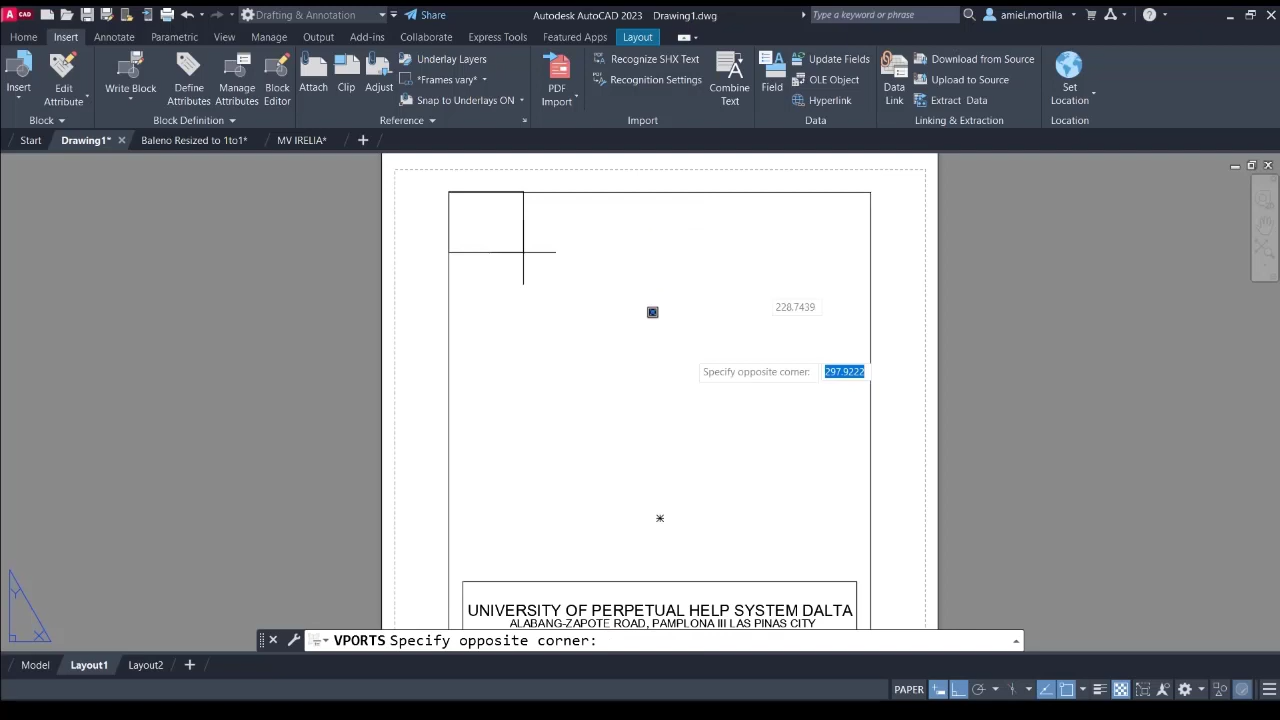 CAD
Drafting & Annotation
Share
Autodesk AutoCAD 2023 Drawing1.dwg
Type a keyword or phrase
amiel.mortilla
Home Insert Annotate Parametric View Manage Output Add-ins Collaborate Express Tools Featured Apps Layout
Insert
Edit Attribute
Block
Write Block
Define Attributes
Manage Attributes
Block Editor
Block Definition
Attach
Clip
Adjust
Underlay Layers
*Frames vary*
Snap to Underlays ON
Reference
PDF Import
Recognize SHX Text
Recognition Settings
Combine Text
Import
Field
Update Fields
OLE Object
Hyperlink
Data
Data Link
Download from Source
Upload to Source
Extract Data
Linking & Extraction
Set Location
Location
Start Drawing1* Baleno Resized to 1to1* MV IRELIA*
228.7439
Specify opposite corner: 297.9222
UNIVERSITY OF PERPETUAL HELP SYSTEM DALTA
ALABANG-ZAPOTE ROAD, PAMPLONA III LAS PINAS CITY
Y
X
VPORTS Specify opposite corner:
Model Layout1 Layout2
PAPER